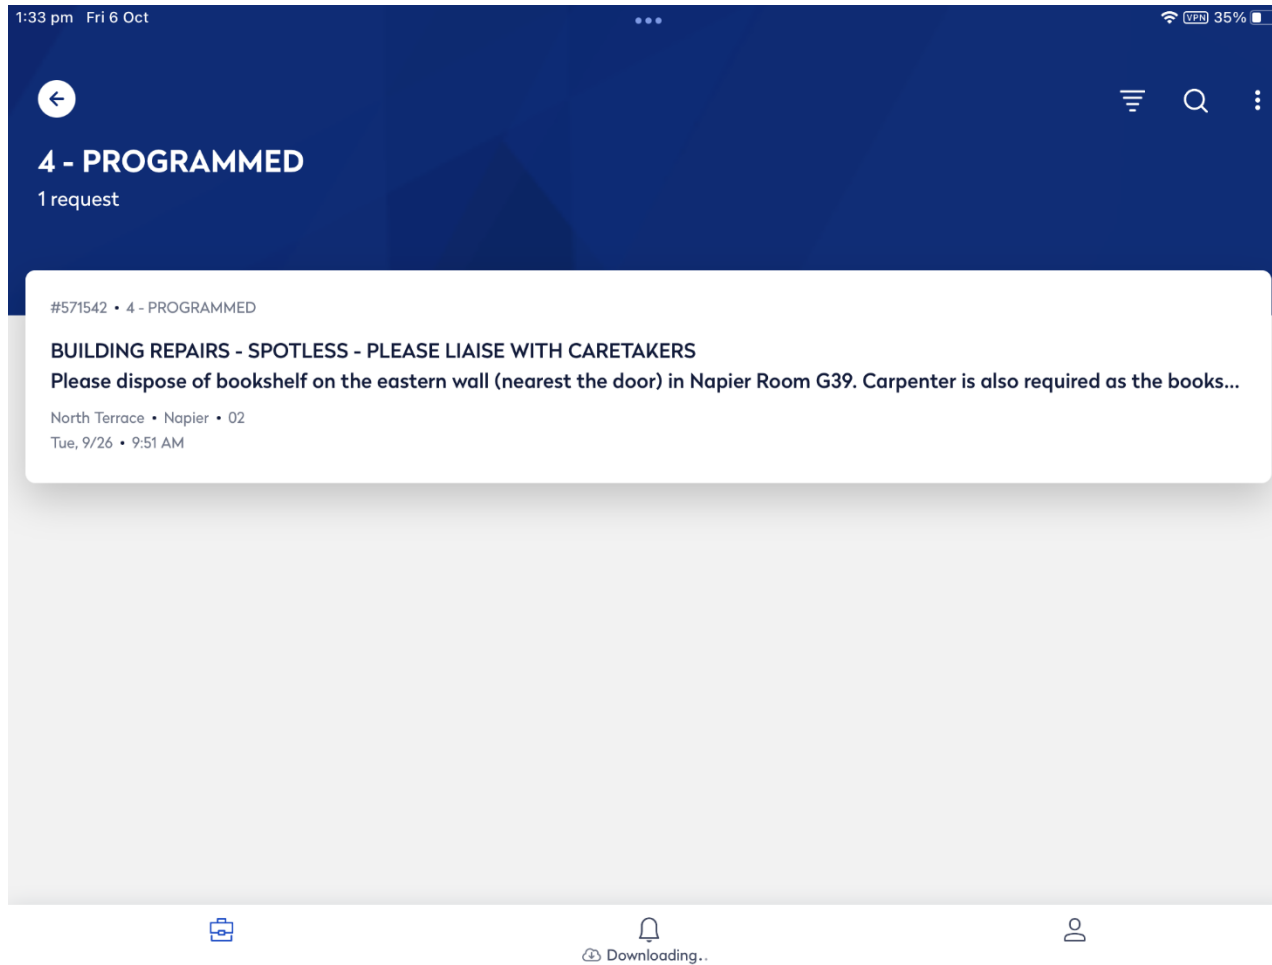 1:33 pm Fri 6 Oct
VPN 35%
4 - PROGRAMMED
1 request
#571542 • 4 - PROGRAMMED
BUILDING REPAIRS - SPOTLESS - PLEASE LIAISE WITH CARETAKERS
Please dispose of bookshelf on the eastern wall (nearest the door) in Napier Room G39. Carpenter is also required as the books...
North Terrace • Napier • 02
Tue, 9/26 • 9:51 AM
Downloading..